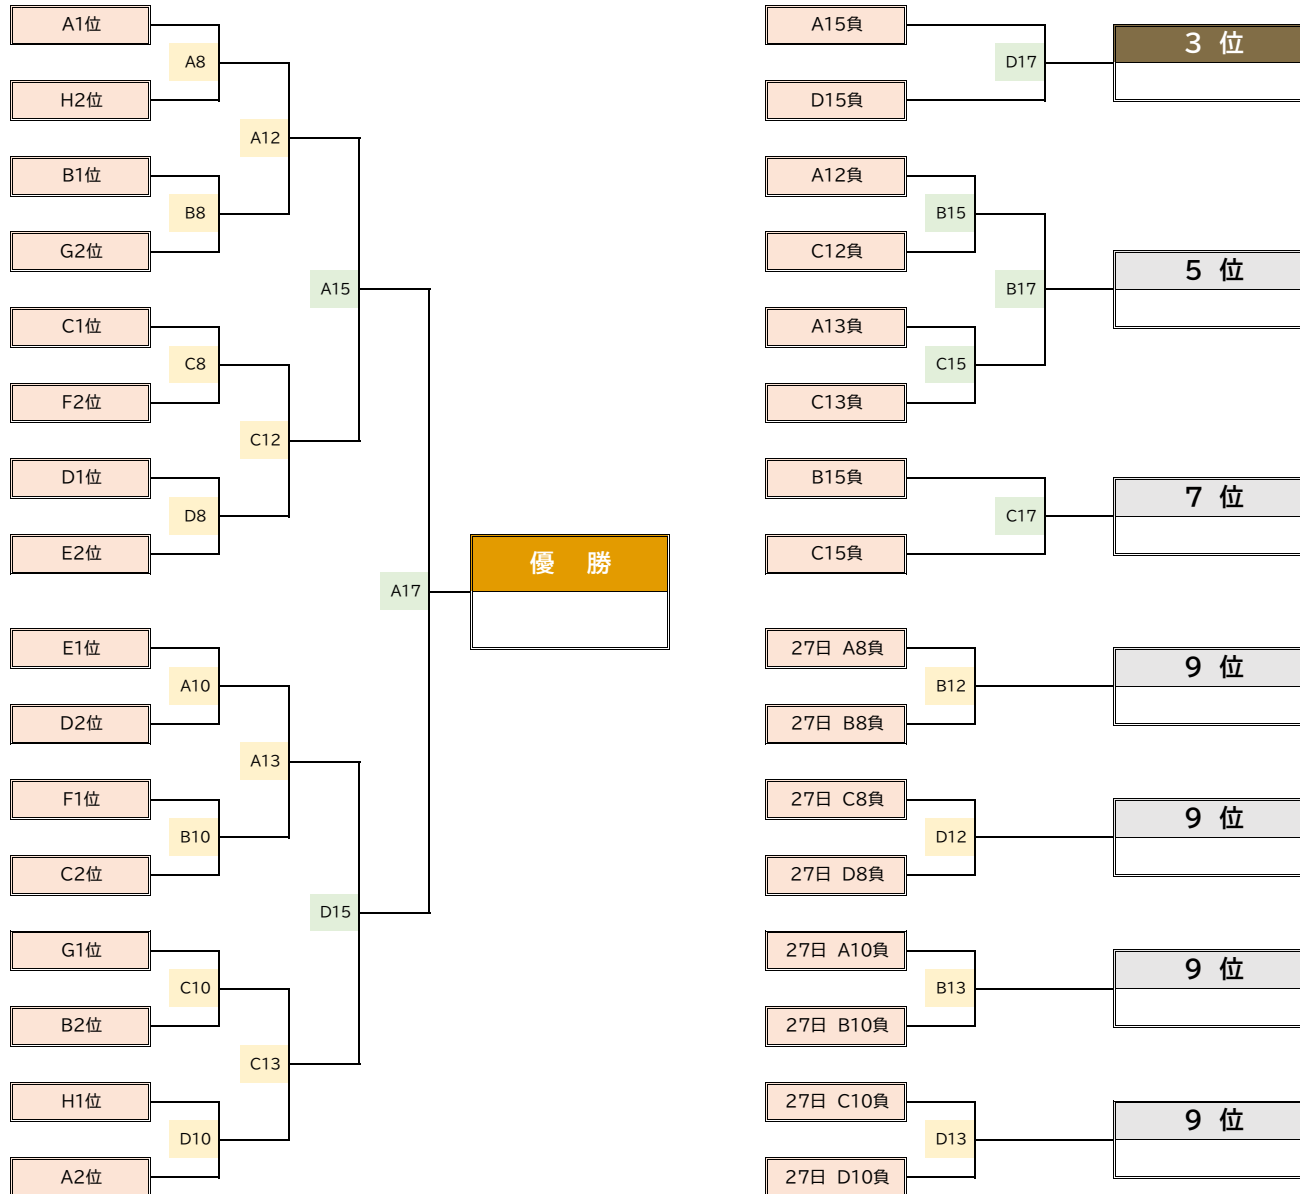 A1位
A8
H2位
A12
B1位
B8
G2位
A15
C1位
C8
F2位
C12
D1位
D8
E2位
A17
優 勝
E1位
A10
D2位
A13
F1位
B10
C2位
D15
G1位
C10
B2位
C13
H1位
D10
A2位
A15負
D17
3 位
D15負
A12負
B15
C12負
B17
5 位
A13負
C15
C13負
B15負
C17
7 位
C15負
27日 A8負
B12
9 位
27日 B8負
27日 C8負
D12
9 位
27日 D8負
27日 A10負
B13
9 位
27日 B10負
27日 C10負
D13
9 位
27日 D10負